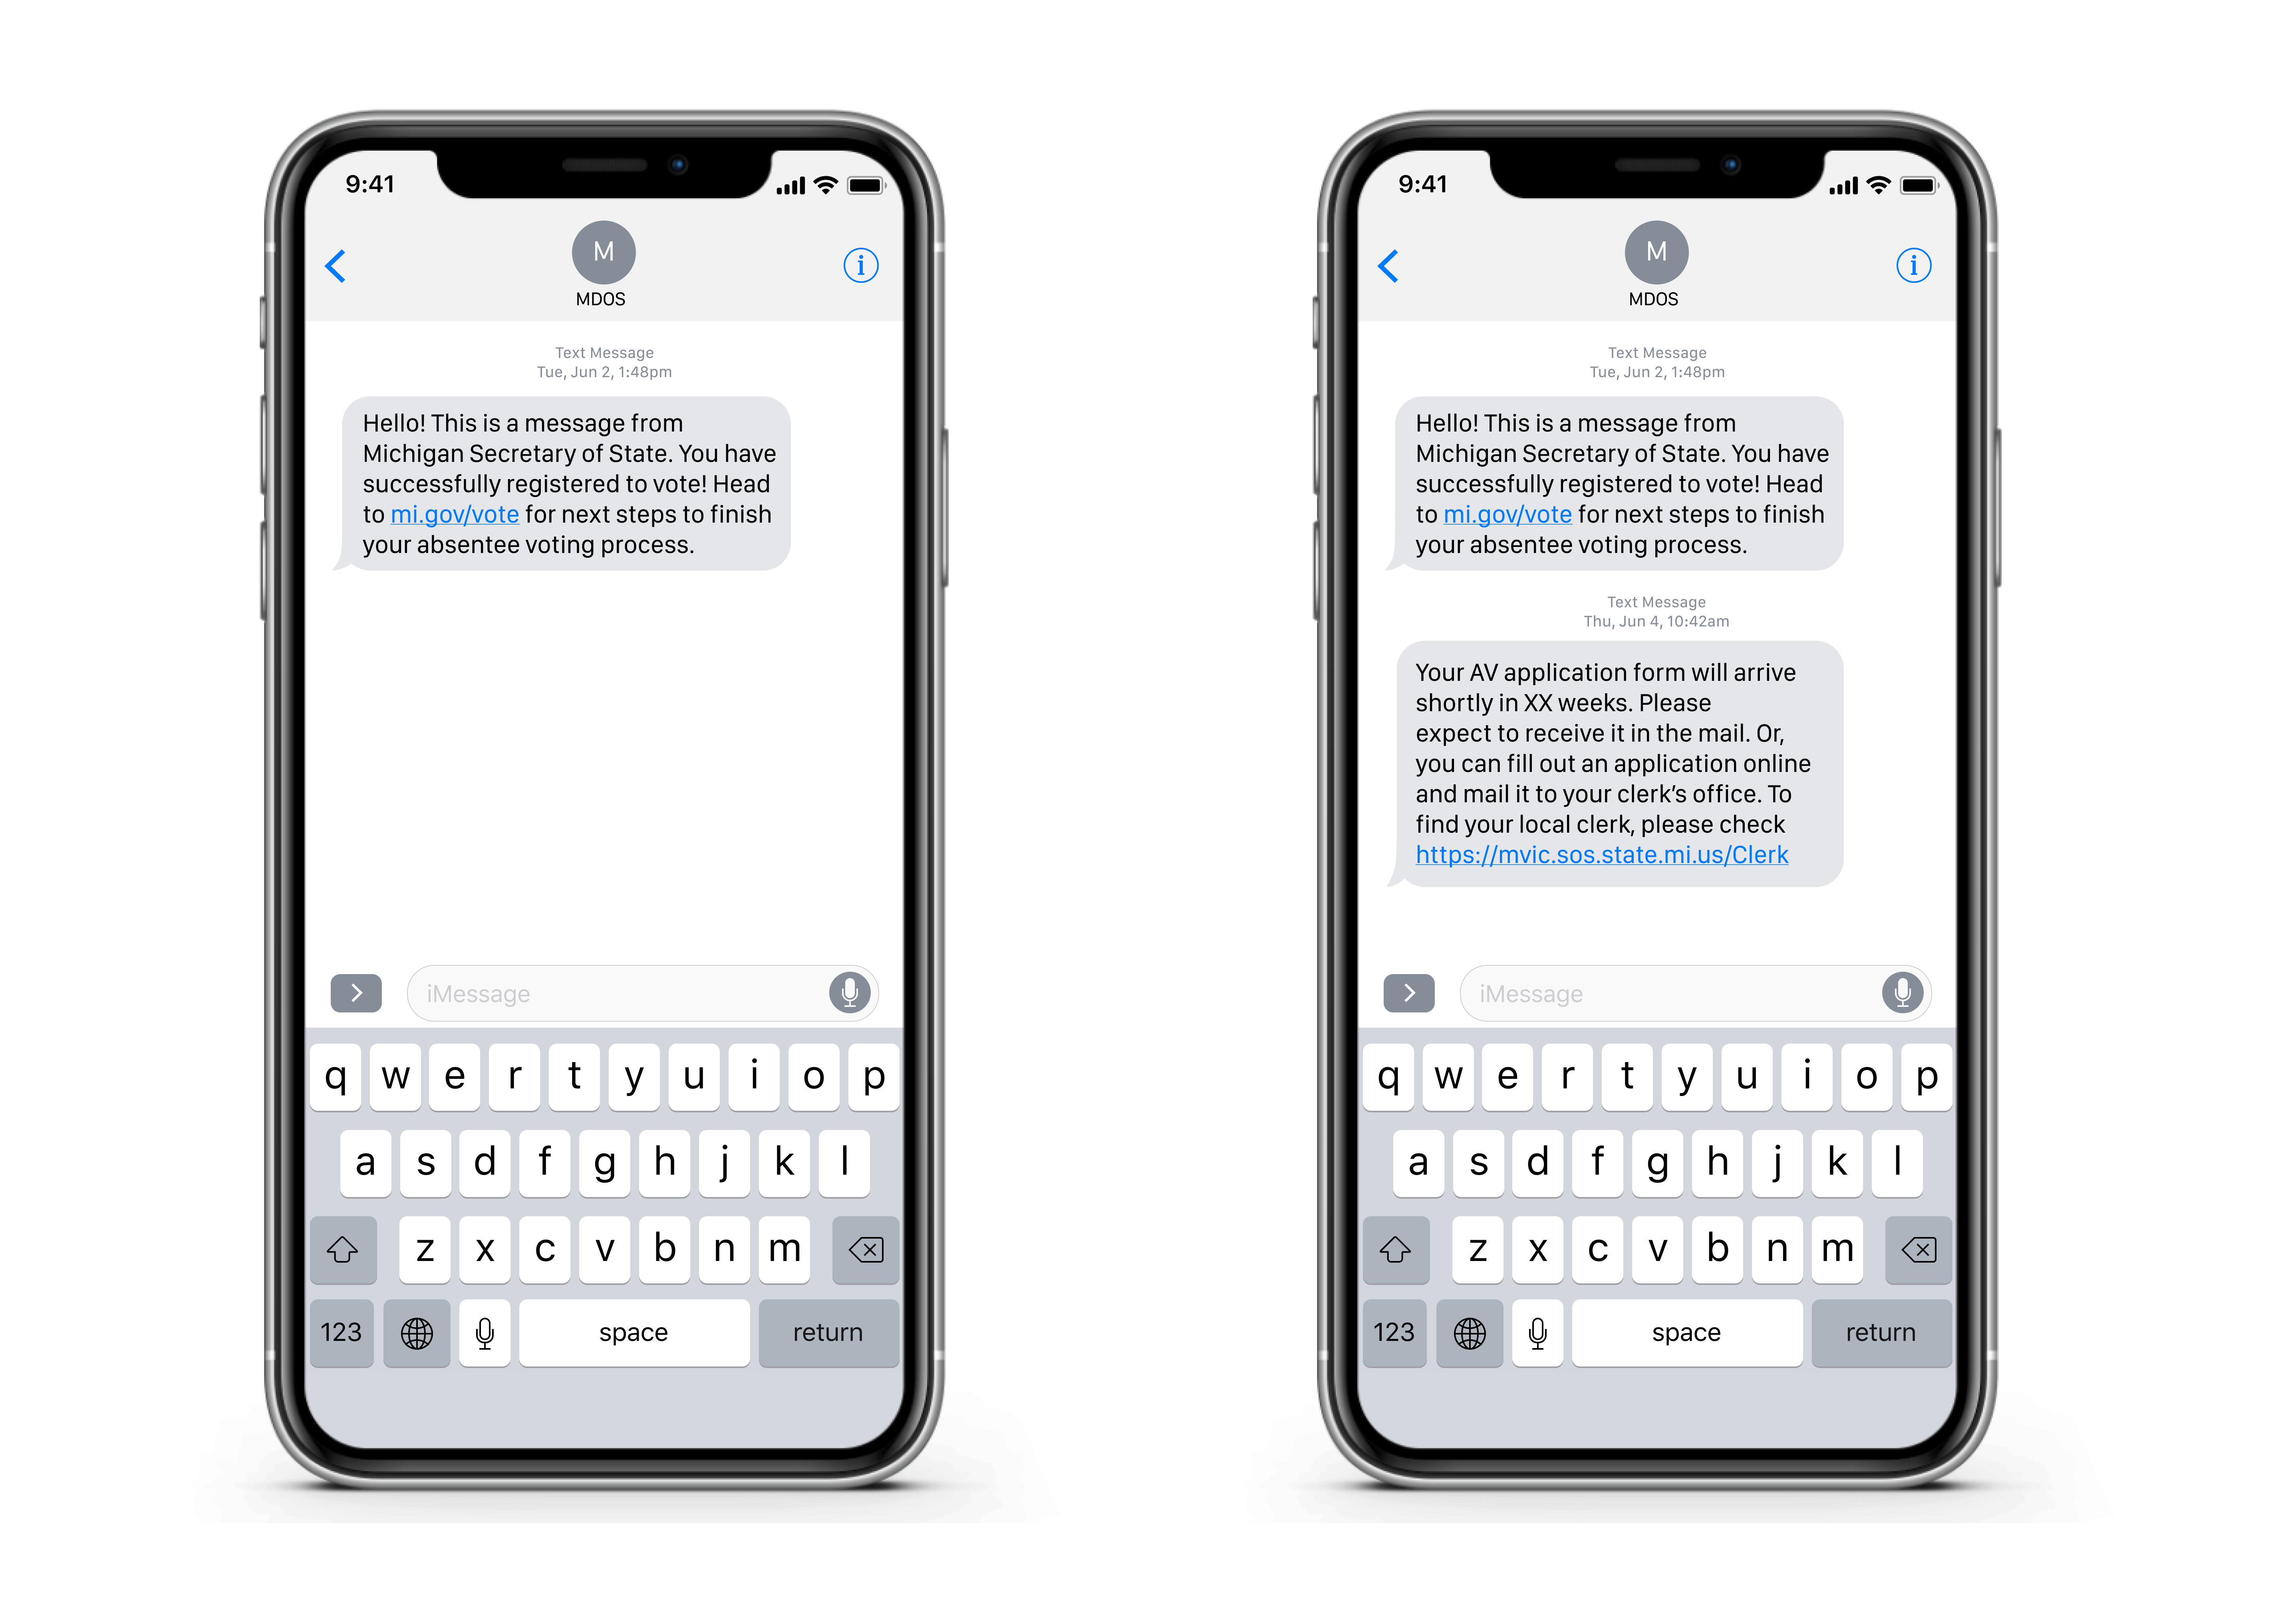 9:41
M
MDOS
Text Message
Tue, Jun 2, 1:48pm
Hello! This is a message from
Michigan Secretary of State. You have
successfully registered to vote! Head
to mi.gov/vote for next steps to finish
your absentee voting process.
iMessage
q w e r t y u i o p
a s d f g h j k l
z x c v b n m
123 space return
9:41
M
MDOS
Text Message
Tue, Jun 2, 1:48pm
Hello! This is a message from
Michigan Secretary of State. You have
successfully registered to vote! Head
to mi.gov/vote for next steps to finish
your absentee voting process.
Text Message
Thu, Jun 4, 10:42am
Your AV application form will arrive
shortly in XX weeks. Please
expect to receive it in the mail. Or,
you can fill out an application online
and mail it to your clerk’s office. To
find your local clerk, please check
https://mvic.sos.state.mi.us/Clerk
iMessage
q w e r t y u i o p
a s d f g h j k l
z x c v b n m
123 space return